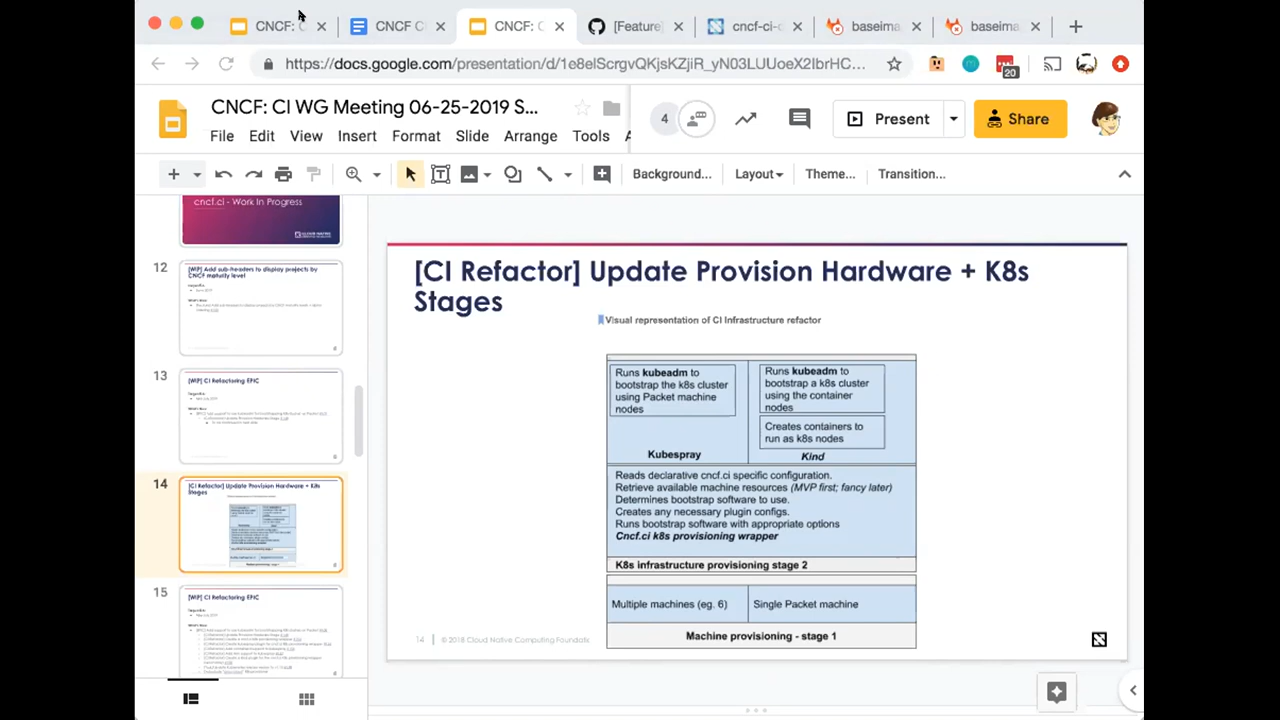 CNCF: C
CNCF C
CNCF: C
[Feature]
cncf-ci-c
baseima
baseima
https://docs.google.com/presentation/d/1e8elScrgvQKjsKZjiR_yN03LUUoeX2IbrHC...
20
CNCF: CI WG Meeting 06-25-2019 S...
File Edit View Insert Format Slide Arrange Tools
4
Present
Share
Background... Layout Theme... Transition...
cncf.ci - Work In Progress
12
[WIP] Add sub-headers to display projects by
CNCF maturity level
13
[WIP] CI Refactoring EPIC
14
[CI Refactor] Update Provision Hardware + K8s
Stages
15
[WIP] CI Refactoring EPIC
[CI Refactor] Update Provision Hardware + K8s
Stages
Visual representation of CI Infrastructure refactor
Runs kubeadm to
bootstrap the k8s cluster
using Packet machine
nodes
Kubespray
Runs kubeadm to
bootstrap a k8s cluster
using the container
nodes
Creates containers to
run as k8s nodes
Kind
Reads declarative cncf.ci specific configuration.
Retrieve available machine resources (MVP first; fancy later)
Determines bootstrap software to use.
Creates any necessary plugin configs.
Runs bootstrap software with appropriate options
Cncf.ci k8s provisioning wrapper
K8s infrastructure provisioning stage 2
Multiple machines (eg. 6)
Single Packet machine
Machine provisioning - stage 1
14
© 2018 Cloud Native Computing Foundatio